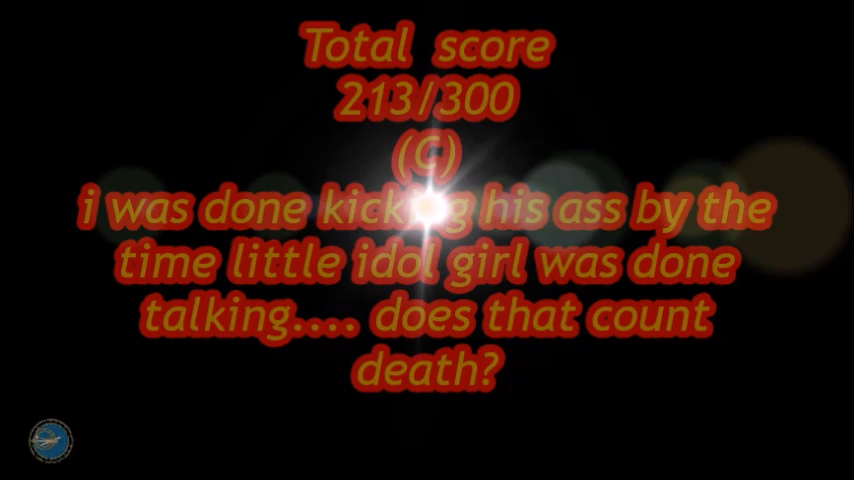 Total score
213/300
(C)
i was done kicking his ass by the
time little idol girl was done
talking.... does that count
death?